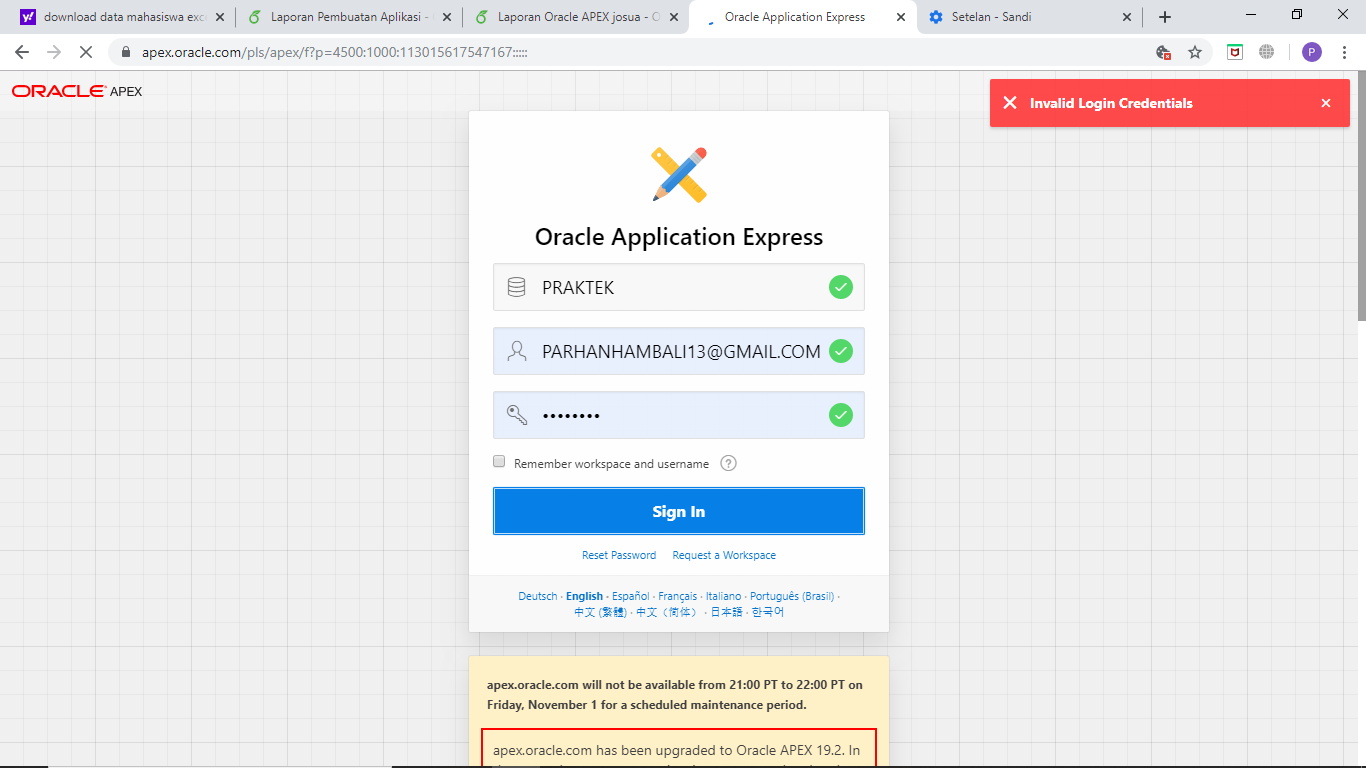 download data mahasiswa exc
Laporan Pembuatan Aplikasi -
Laporan Oracle APEX josua - O
Oracle Application Express
Setelan - Sandi
apex.oracle.com/pls/apex/f?p=4500:1000:113015617547167:::::
P
ORACLE APEX
Invalid Login Credentials
Oracle Application Express
PRAKTEK
PARHANHAMBALI13@GMAIL.COM
••••••••
Remember workspace and username ?
Sign In
Reset Password Request a Workspace
Deutsch · English · Español · Français · Italiano · Português (Brasil) ·
中文 (繁體) · 中文（简体） · 日本語 · 한국어
apex.oracle.com will not be available from 21:00 PT to 22:00 PT on
Friday, November 1 for a scheduled maintenance period.
apex.oracle.com has been upgraded to Oracle APEX 19.2. In